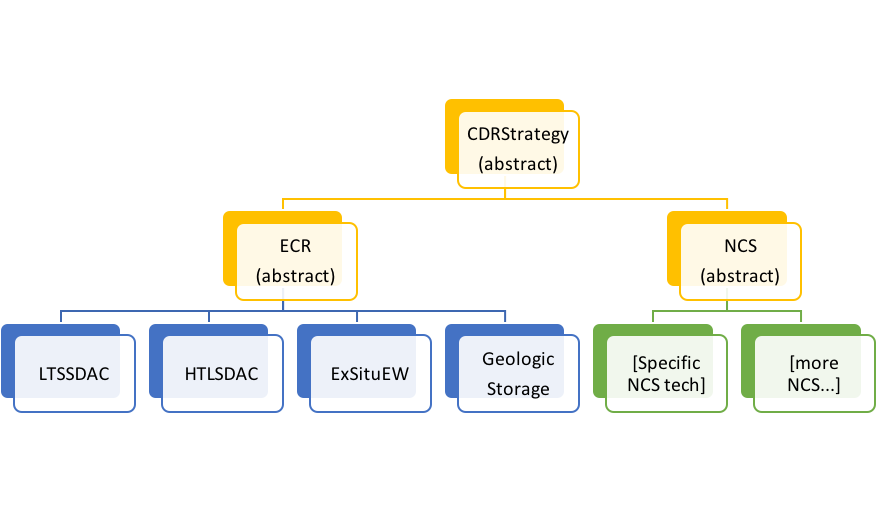 CDRStrategy
(abstract)
ECR
(abstract)
NCS
(abstract)
LTSSDAC
HTLSDAC
ExSituEW
Geologic
Storage
[Specific
NCS tech]
[more
NCS...]